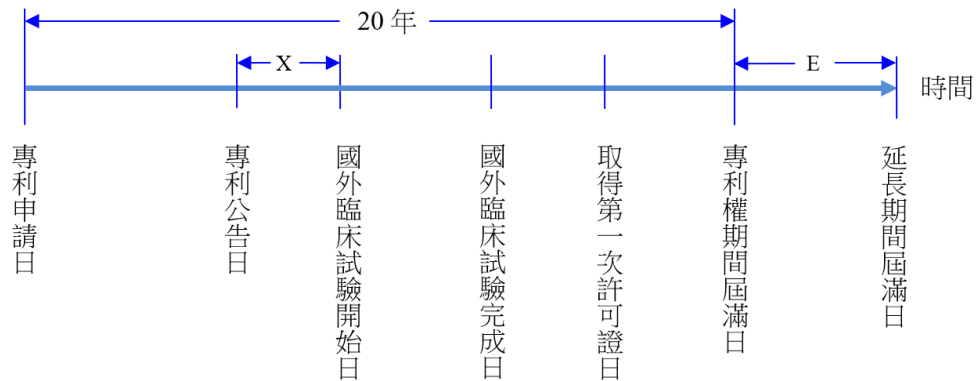 20 年
X
E
時間
專利申請日
專利公告日
國外臨床試驗開始日
國外臨床試驗完成日
取得第一次許可證日
專利權期間屆滿日
延長期間屆滿日